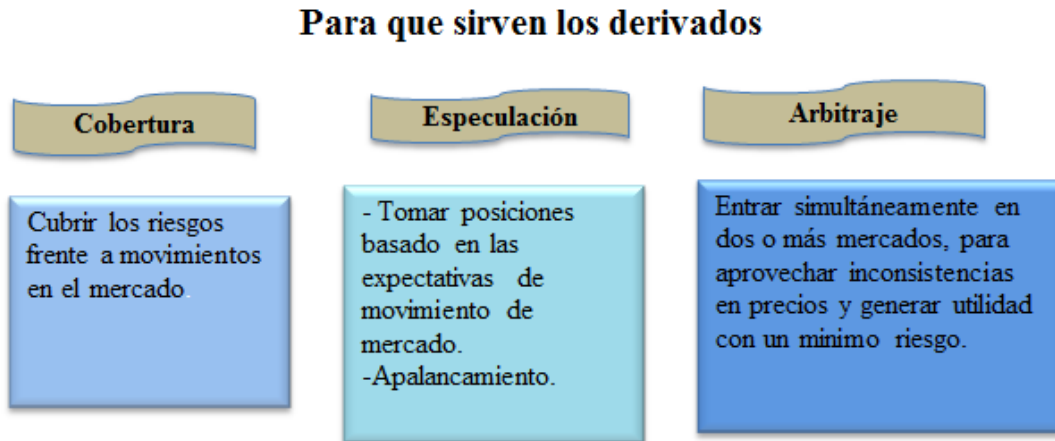 Para que sirven los derivados
Cobertura
Especulación
Arbitraje
Cubrir los riesgos
frente a movimientos
en el mercado.
- Tomar posiciones
basado en las
expectativas de
movimiento de
mercado.
-Apalancamiento.
Entrar simultáneamente en
dos o más mercados, para
aprovechar inconsistencias
en precios y generar utilidad
con un minimo riesgo.